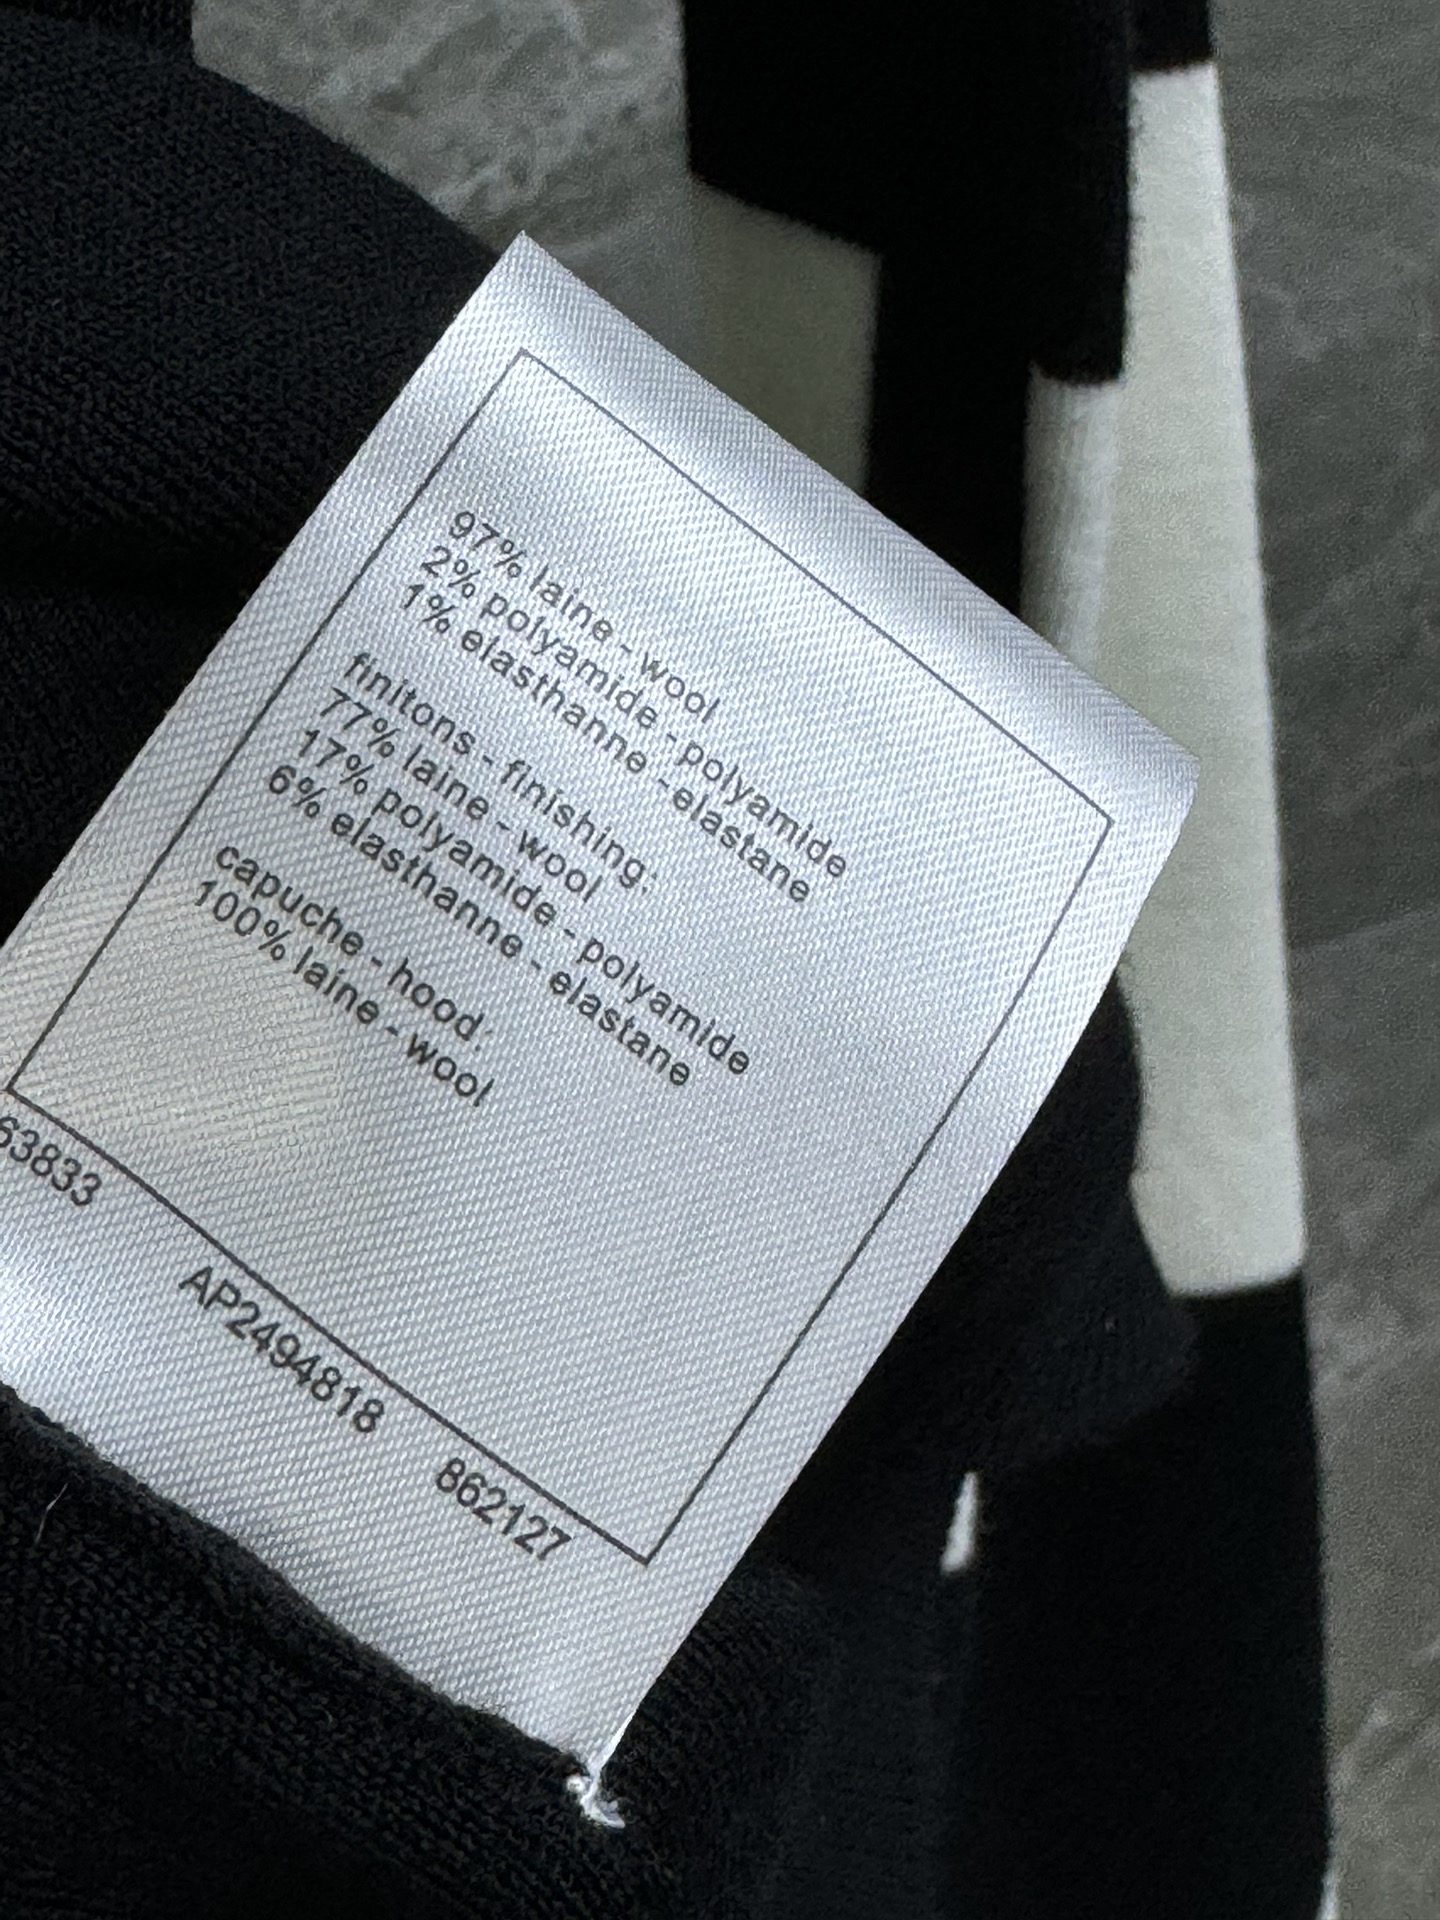 97% laine - wool
2% polyamide - polyamide
1% elasthanne - elastane
finitons - finishing:
77% laine - wool
17% polyamide - polyamide
6% elasthanne - elastane
capuche - hood:
100% laine - wool
63833 AP2494818 862127